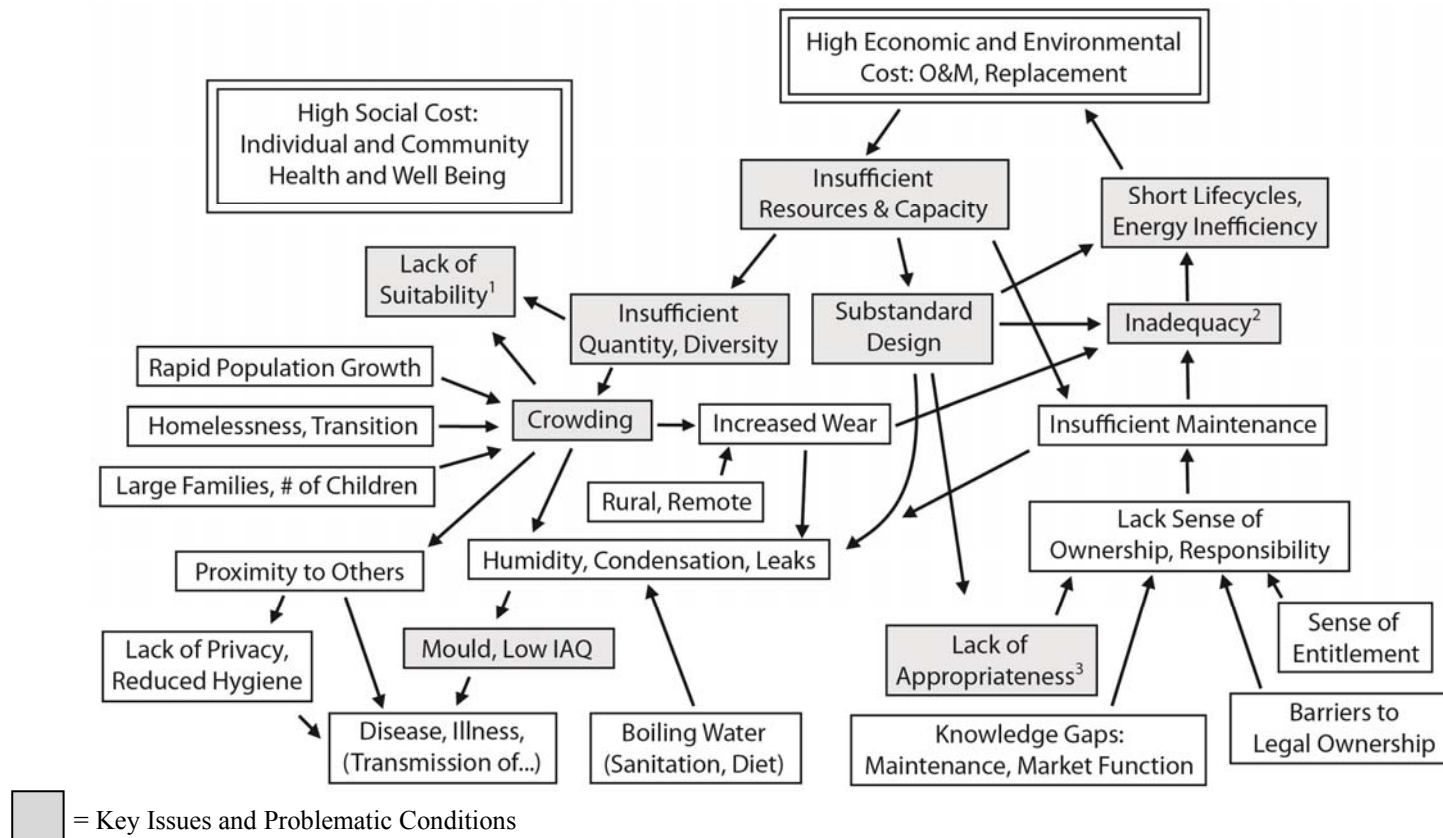 High Economic and Environmental
Cost: O&M, Replacement
High Social Cost:
Individual and Community
Health and Well Being
Insufficient
Resources & Capacity
Short Lifecycles,
Energy Inefficiency
Lack of
Suitability¹
Insufficient
Quantity, Diversity
Substandard
Design
Inadequacy²
Rapid Population Growth
Homelessness, Transition
Large Families, # of Children
Crowding
Increased Wear
Insufficient Maintenance
Rural, Remote
Lack Sense of
Ownership, Responsibility
Proximity to Others
Humidity, Condensation, Leaks
Lack of Privacy,
Reduced Hygiene
Mould, Low IAQ
Lack of
Appropriateness³
Sense of
Entitlement
Disease, Illness,
(Transmission of...)
Boiling Water
(Sanitation, Diet)
Knowledge Gaps:
Maintenance, Market Function
Barriers to
Legal Ownership
= Key Issues and Problematic Conditions